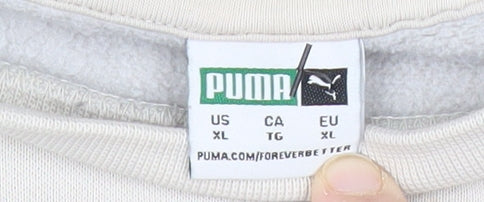 PUMA
US CA EU
XL TG XL
PUMA.COM/FOREVERBETTER